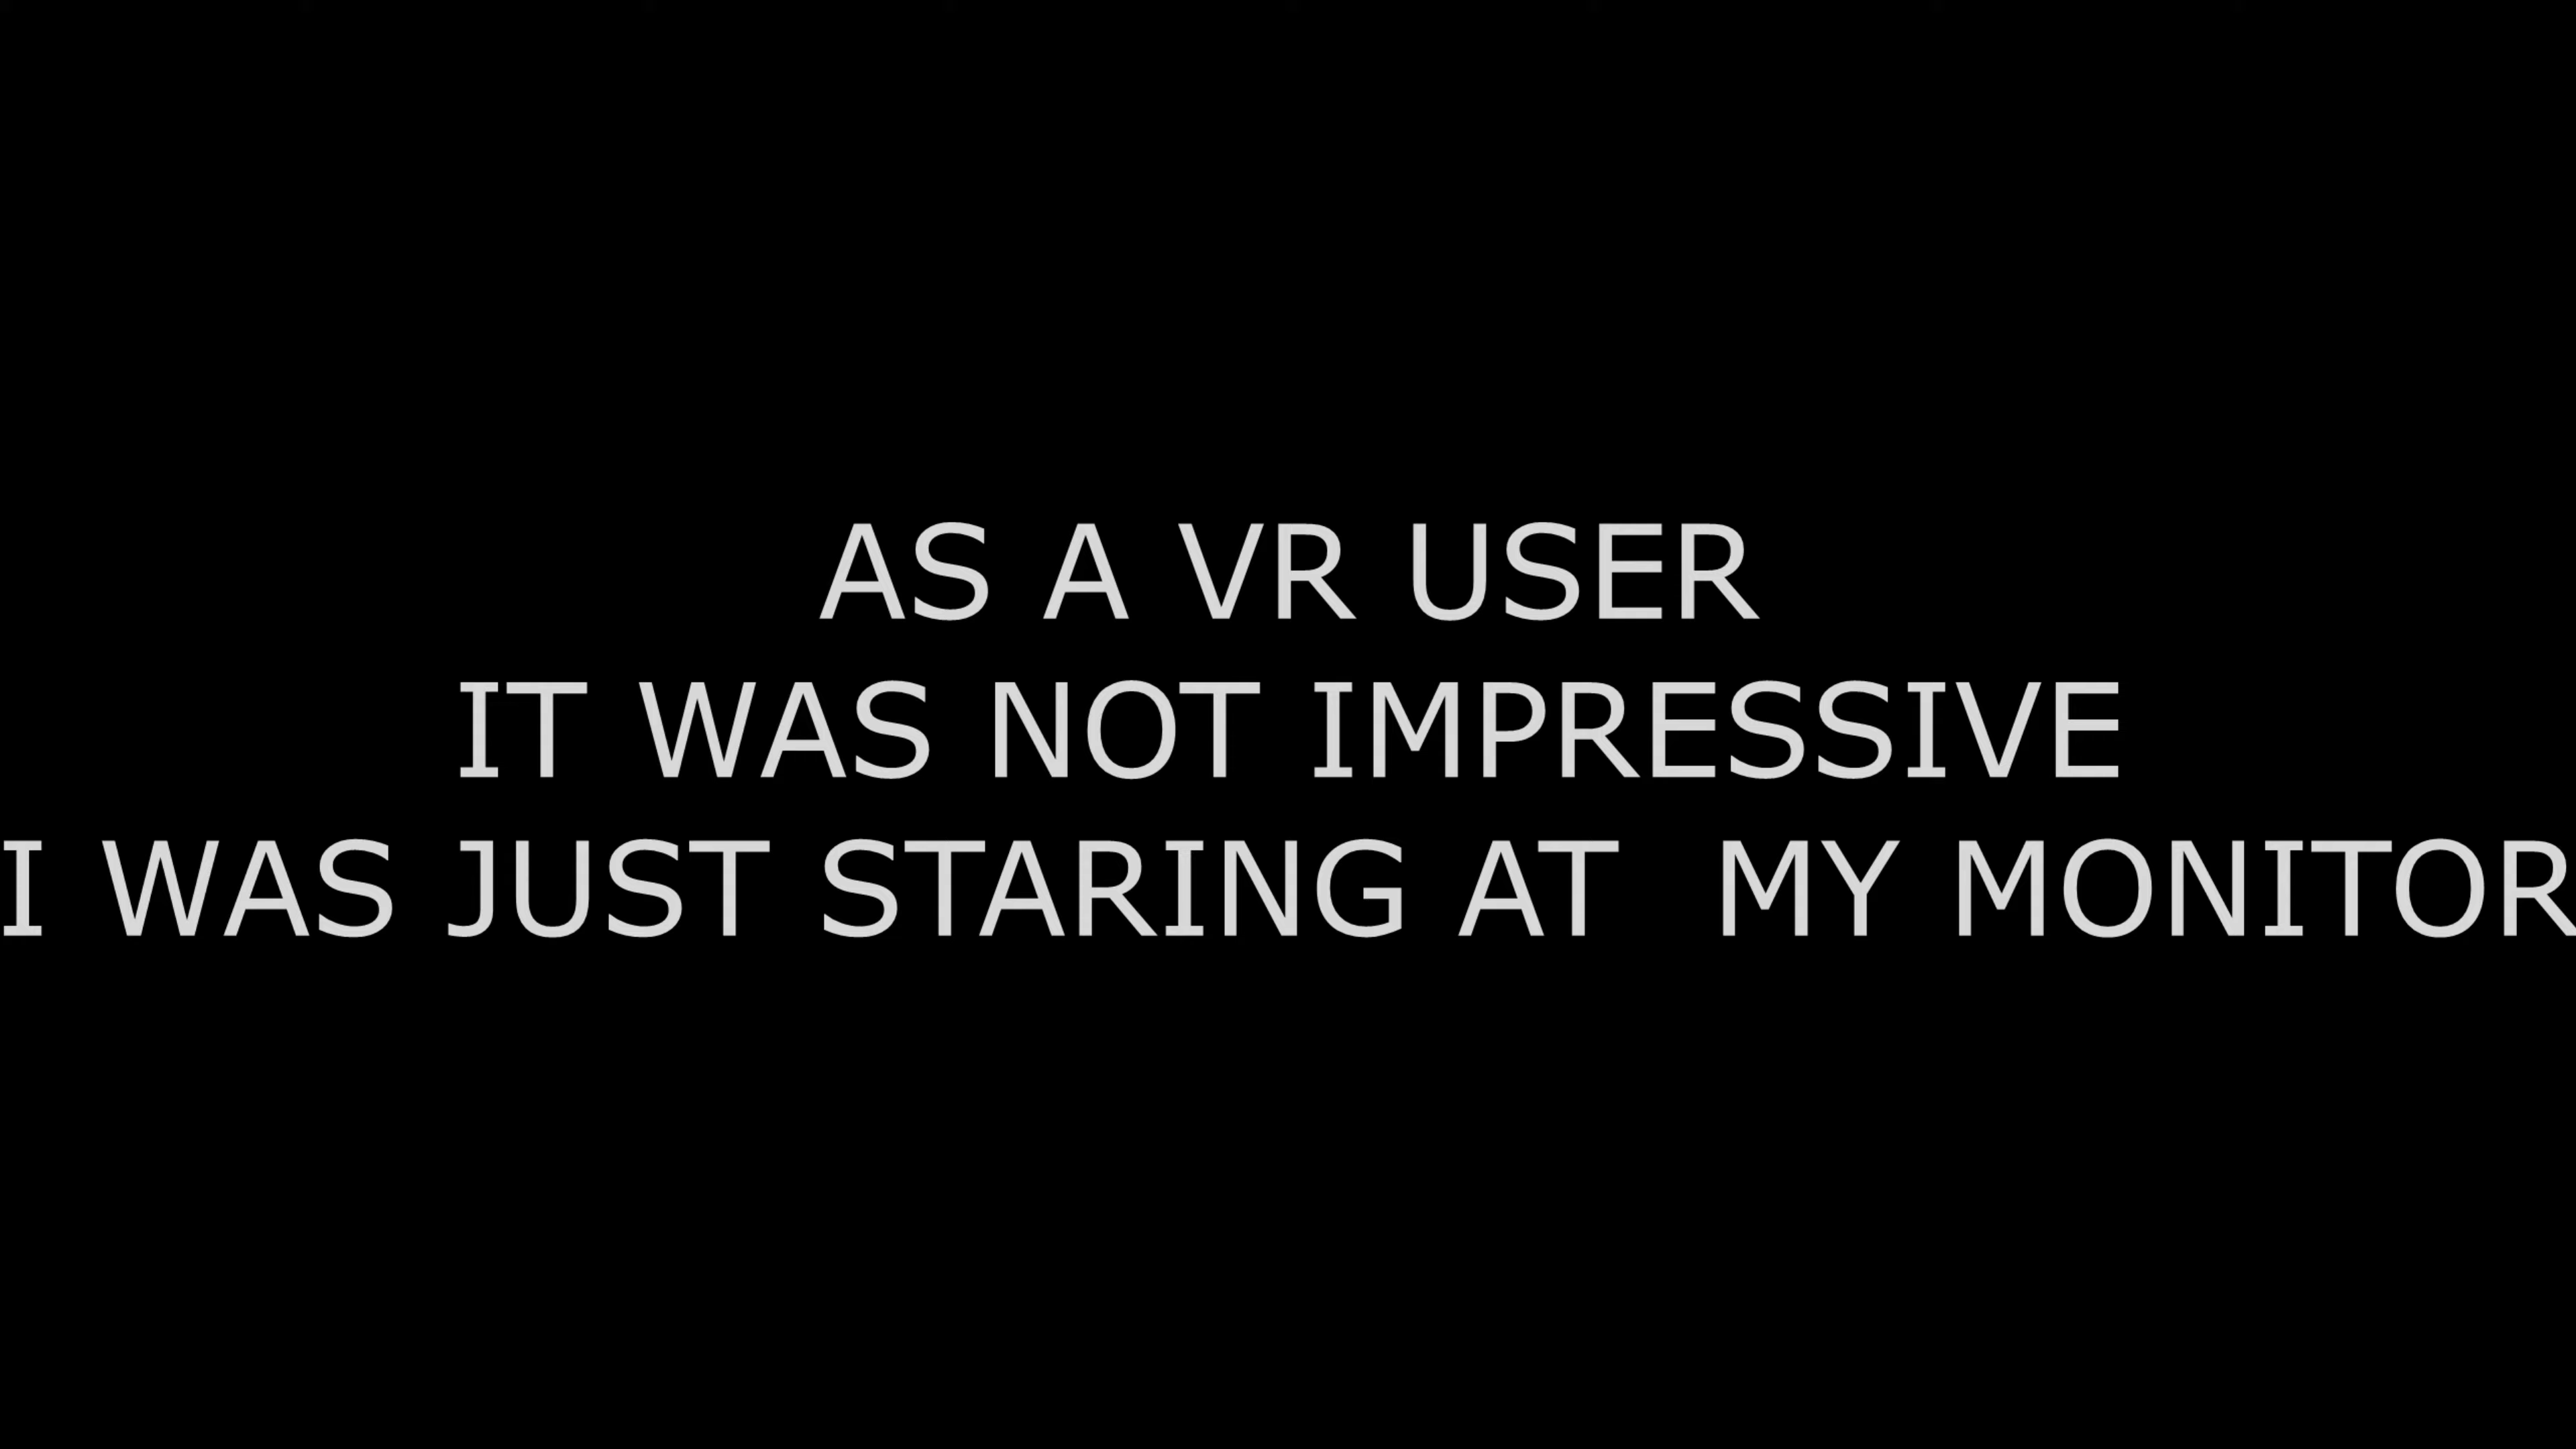 AS A VR USER
IT WAS NOT IMPRESSIVE
I WAS JUST STARING AT  MY MONITOR